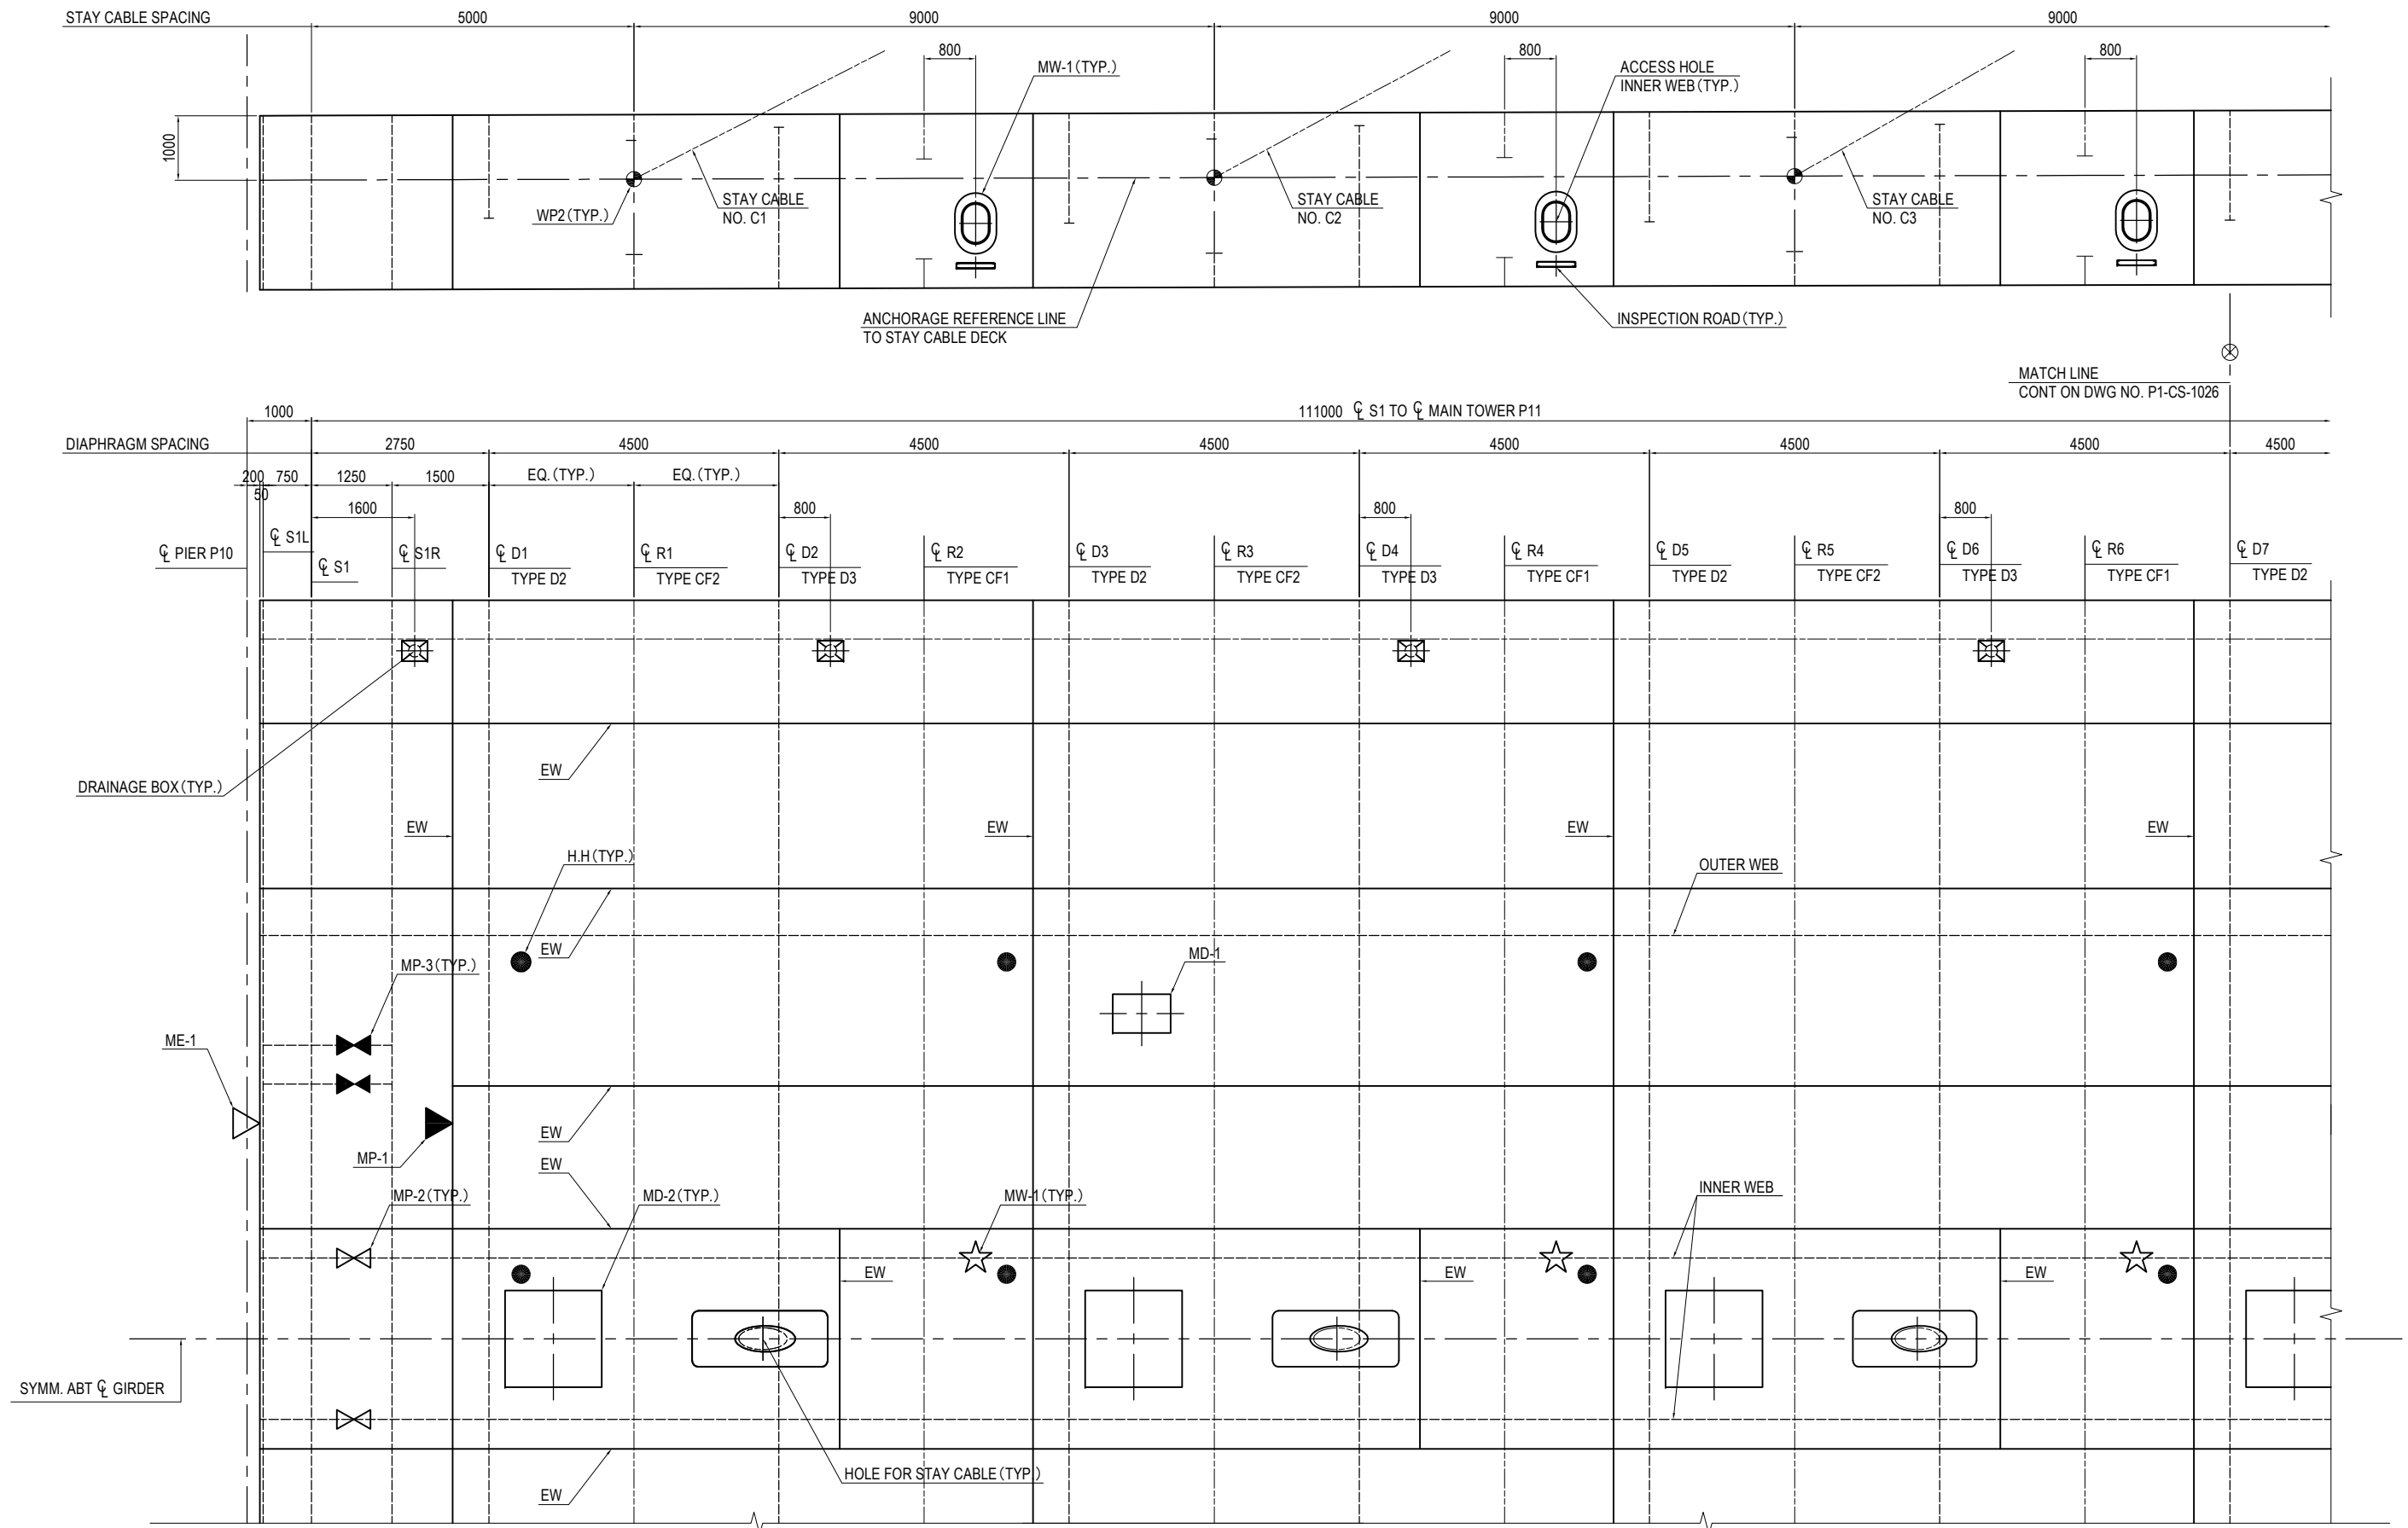 STAY CABLE SPACING
5000
9000
9000
9000
800
800
800
MW-1(TYP.)
ACCESS HOLE
INNER WEB(TYP.)
1000
WP2(TYP.)
STAY CABLE
NO. C1
STAY CABLE
NO. C2
STAY CABLE
NO. C3
ANCHORAGE REFERENCE LINE
TO STAY CABLE DECK
INSPECTION ROAD(TYP.)
MATCH LINE
CONT ON DWG NO. P1-CS-1026
1000
111000 ℄ S1 TO ℄ MAIN TOWER P11
DIAPHRAGM SPACING
2750
4500
4500
4500
4500
4500
4500
4500
200
750
1250
1500
EQ.(TYP.)
EQ.(TYP.)
50
1600
800
800
800
℄ PIER P10
℄ S1L
℄ S1
℄ S1R
℄ D1
TYPE D2
℄ R1
TYPE CF2
℄ D2
TYPE D3
℄ R2
TYPE CF1
℄ D3
TYPE D2
℄ R3
TYPE CF2
℄ D4
TYPE D3
℄ R4
TYPE CF1
℄ D5
TYPE D2
℄ R5
TYPE CF2
℄ D6
TYPE D3
℄ R6
TYPE CF1
℄ D7
TYPE D2
EW
DRAINAGE BOX(TYP.)
EW
EW
EW
EW
H.H(TYP.)
OUTER WEB
EW
MD-1
MP-3(TYP.)
ME-1
EW
MP-1
EW
MP-2(TYP.)
MD-2(TYP.)
MW-1(TYP.)
INNER WEB
EW
EW
EW
SYMM. ABT ℄ GIRDER
HOLE FOR STAY CABLE(TYP.)
EW